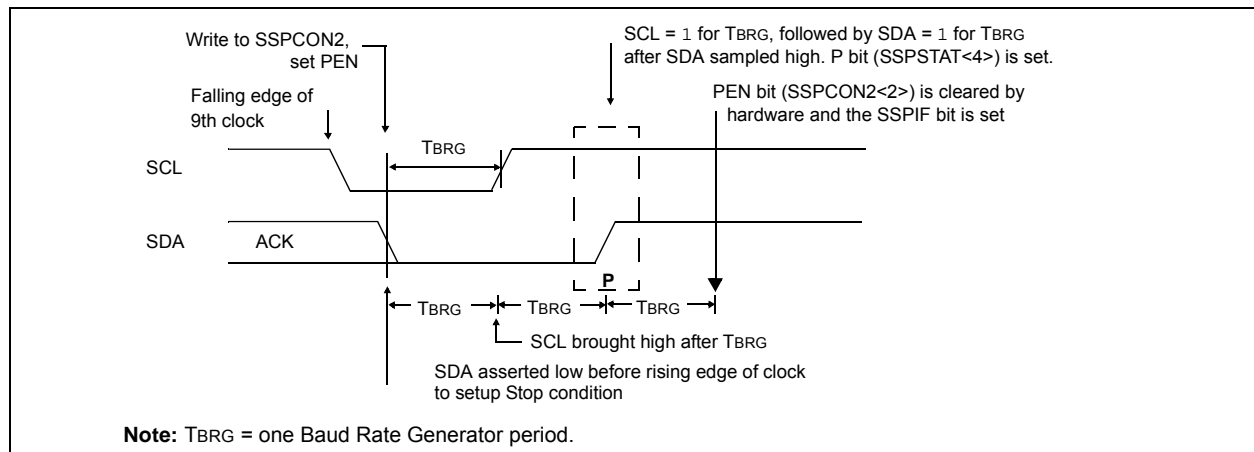 Write to SSPCON2,
set PEN
SCL = 1 for TBRG, followed by SDA = 1 for TBRG
after SDA sampled high. P bit (SSPSTAT<4>) is set.
Falling edge of
9th clock
PEN bit (SSPCON2<2>) is cleared by
hardware and the SSPIF bit is set
TBRG
SCL
SDA
ACK
P
TBRG
TBRG
TBRG
SCL brought high after TBRG
SDA asserted low before rising edge of clock
to setup Stop condition
Note: TBRG = one Baud Rate Generator period.